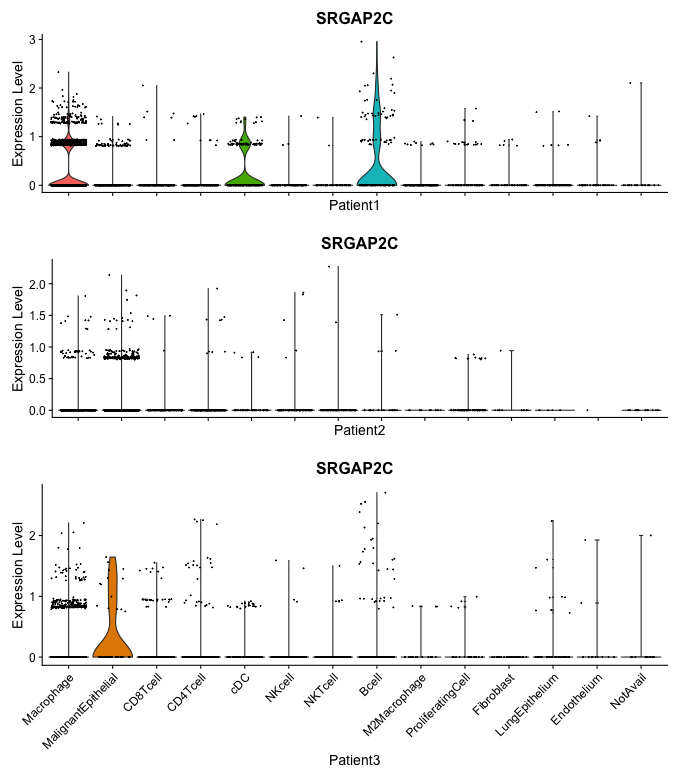 SRGAP2C
3
2
1
0
Expression Level
Patient1
SRGAP2C
2.0
1.5
1.0
0.5
0.0
Expression Level
Patient2
SRGAP2C
2
1
0
Expression Level
Macrophage
MalignantEpithelial
CD8Tcell
CD4Tcell
cDC
NKcell
NKTcell
Bcell
M2Macrophage
ProliferatingCell
Fibroblast
LungEpithelium
Endothelium
NotAvail
Patient3